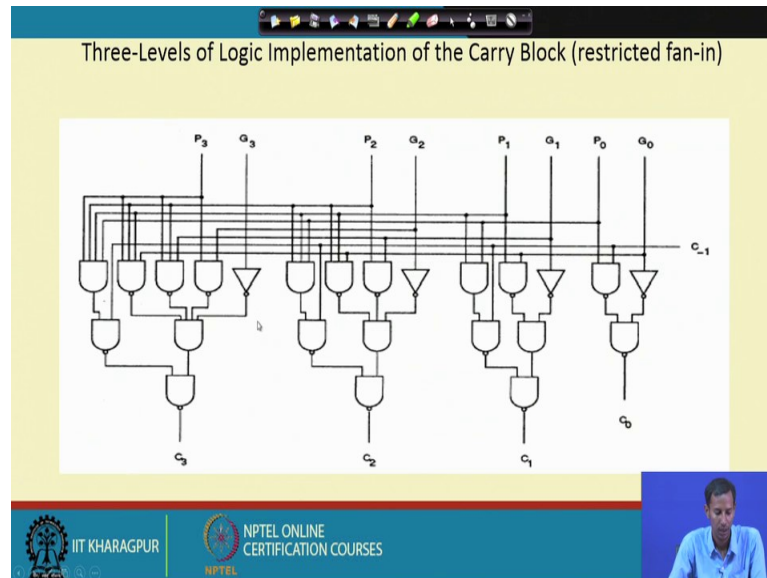 Three-Levels of Logic Implementation of the Carry Block (restricted fan-in)
P3 G3 P2 G2 P1 G1 P0 G0
C-1
C0
C3 C2 C1
IIT KHARAGPUR
NPTEL
NPTEL ONLINE
CERTIFICATION COURSES